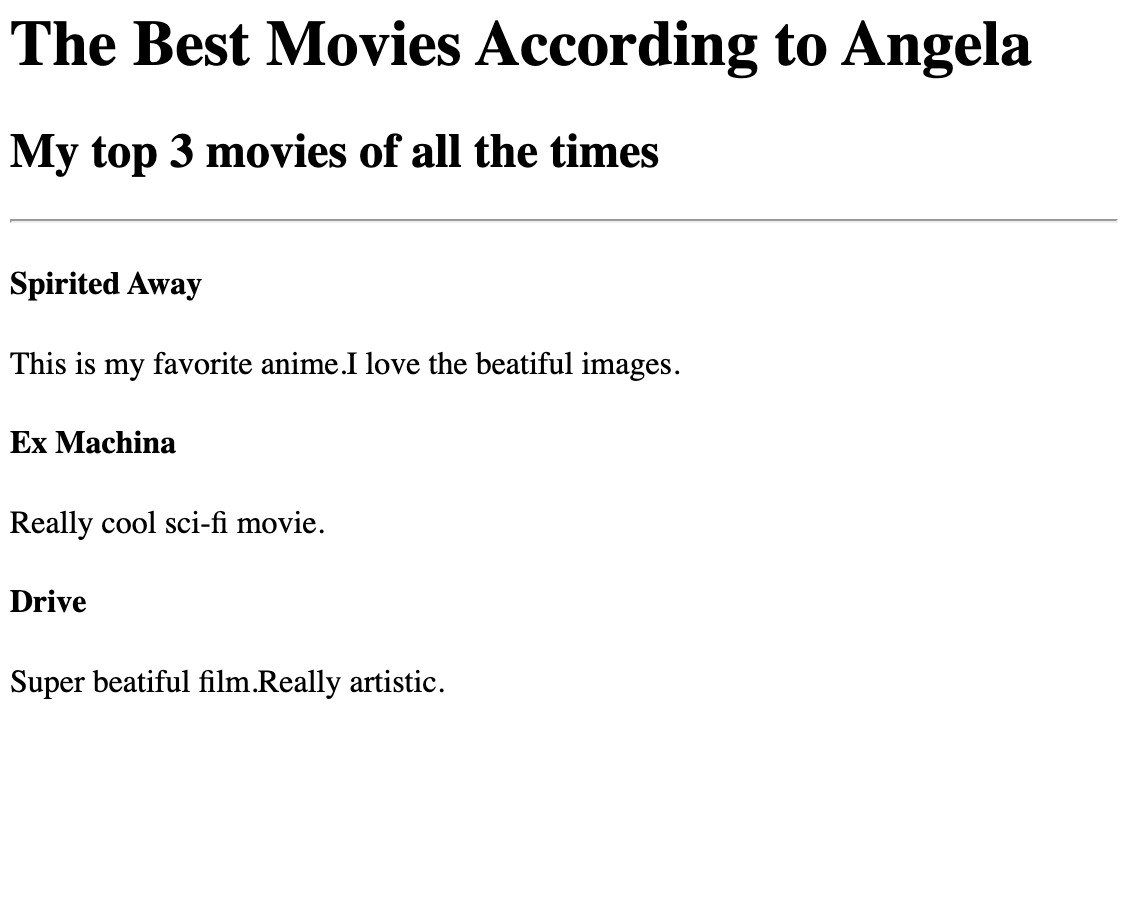 The Best Movies According to Angela
My top 3 movies of all the times
Spirited Away
This is my favorite anime.I love the beatiful images.
Ex Machina
Really cool sci-fi movie.
Drive
Super beatiful film.Really artistic.